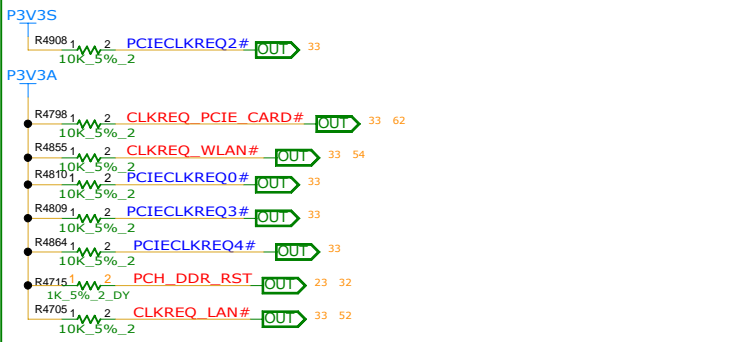 P3V3S
R4908 1 2 PCIECLKREQ2# OUT 33
10K_5%_2
P3V3A
R4798 1 2 CLKREQ_PCIE_CARD# OUT 33 62
10K_5%_2
R4855 1 2 CLKREQ_WLAN# OUT 33 54
10K_5%_2
R4810 1 2 PCIECLKREQ0# OUT 33
10K_5%_2
R4809 1 2 PCIECLKREQ3# OUT 33
10K_5%_2
R4864 1 2 PCIECLKREQ4# OUT 33
10K_5%_2
R4715 1 2 PCH_DDR_RST OUT 23 32
1K_5%_2_DY
R4705 1 2 CLKREQ_LAN# OUT 33 52
10K_5%_2